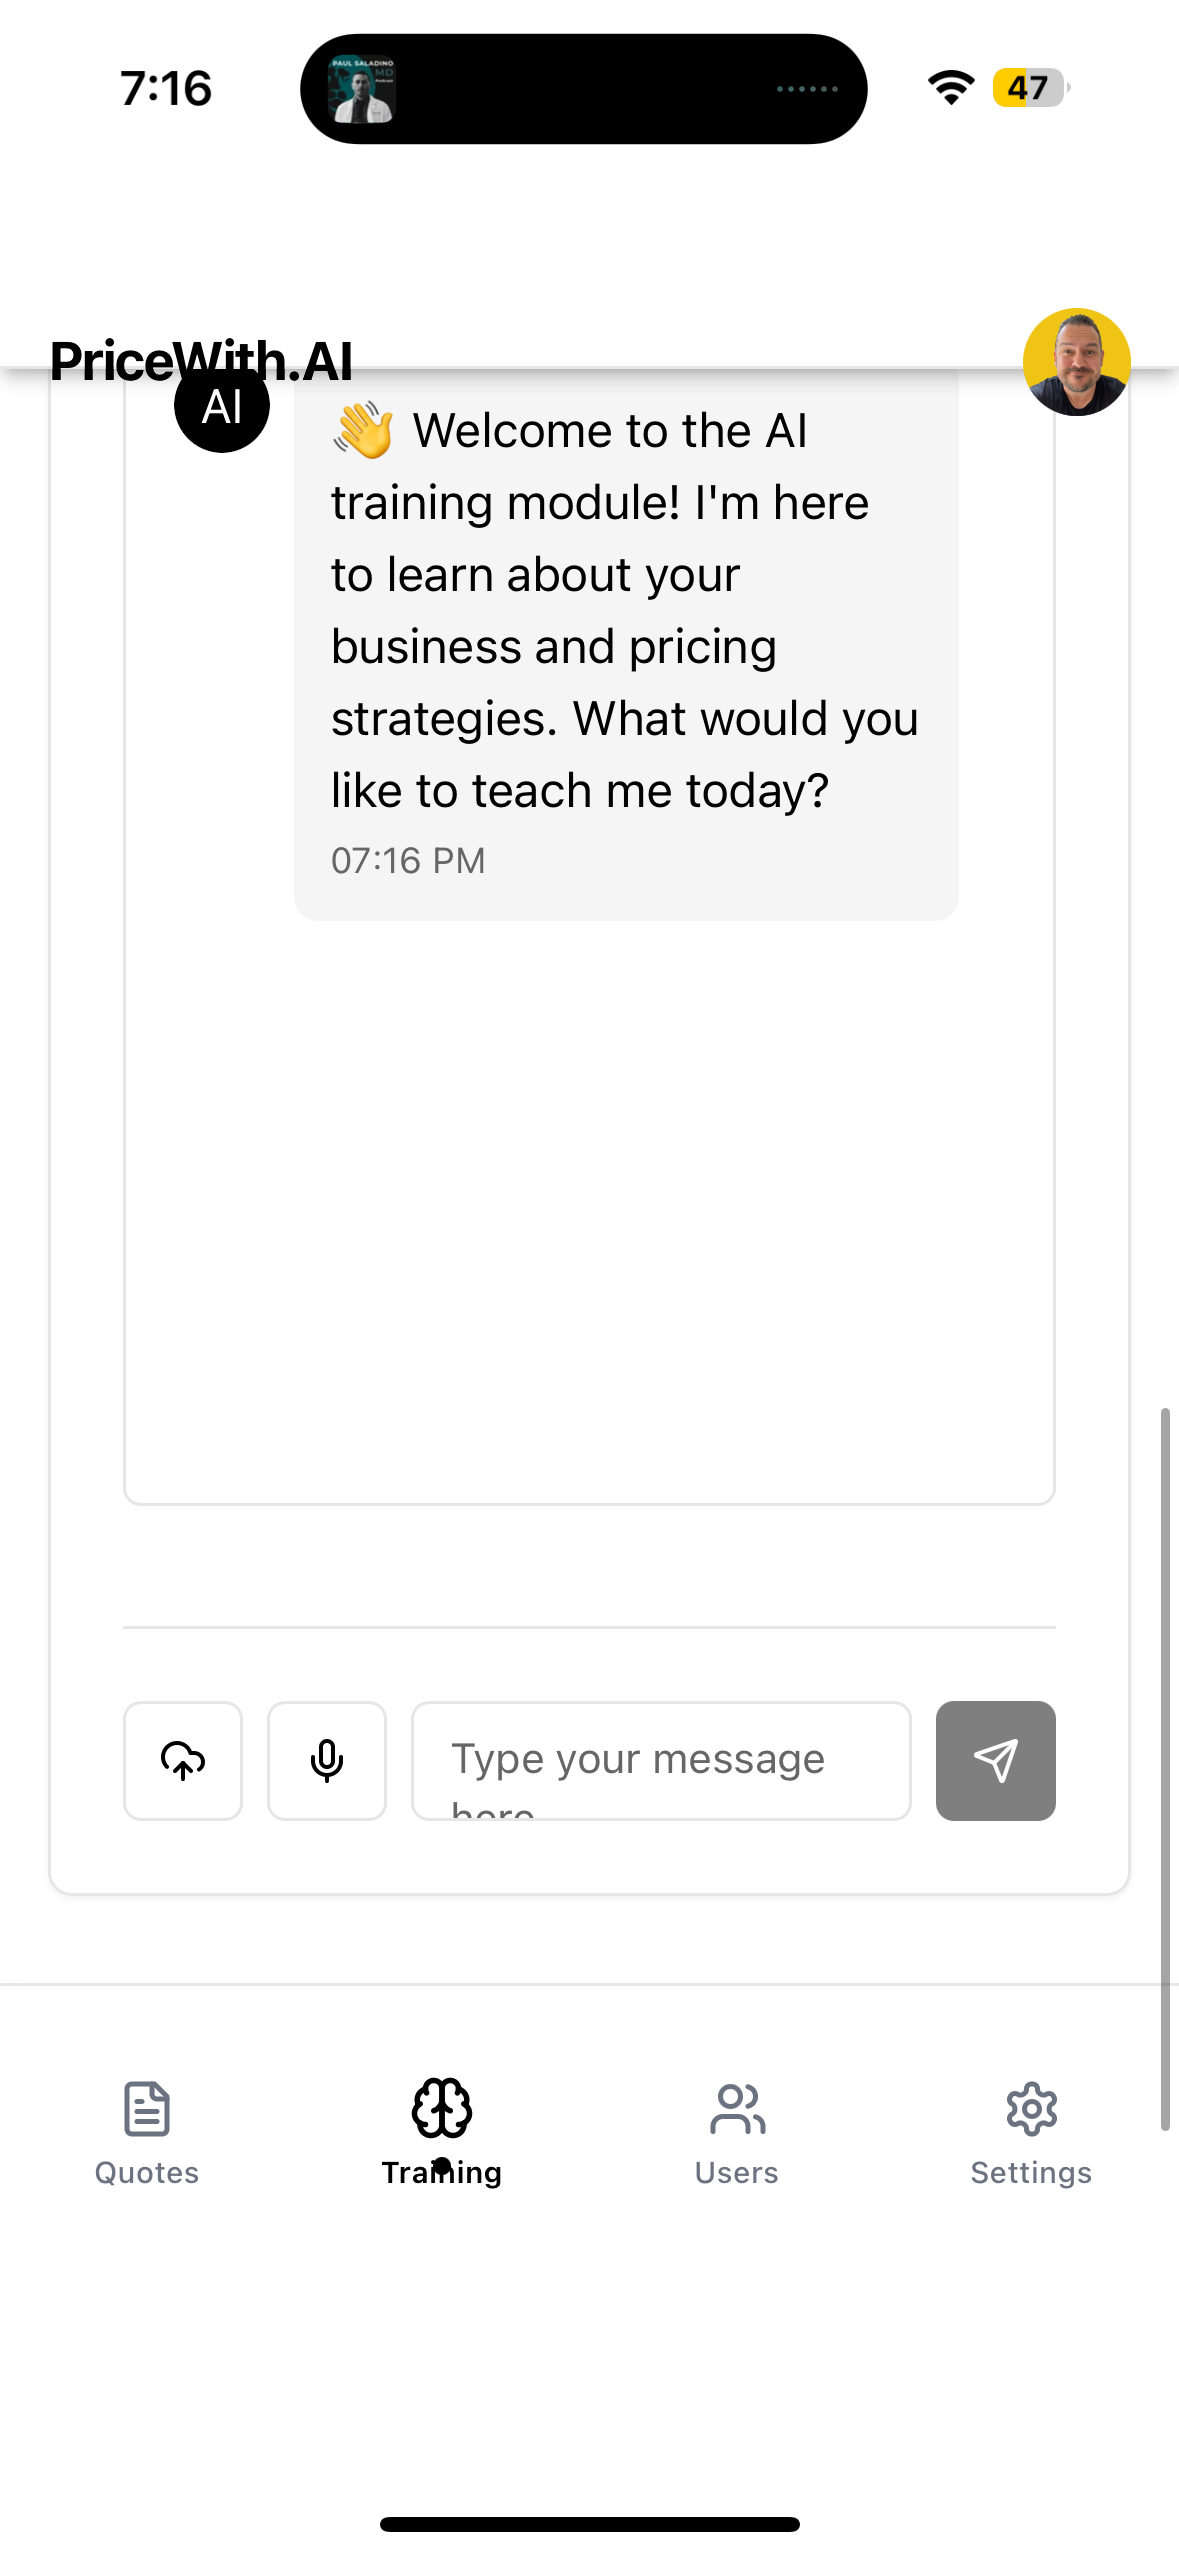 7:16
PAUL SALADINO
MD
47
PriceWith.AI
AI
👋 Welcome to the AI
training module! I'm here
to learn about your
business and pricing
strategies. What would you
like to teach me today?
07:16 PM
Type your message
here
Quotes
Training
Users
Settings